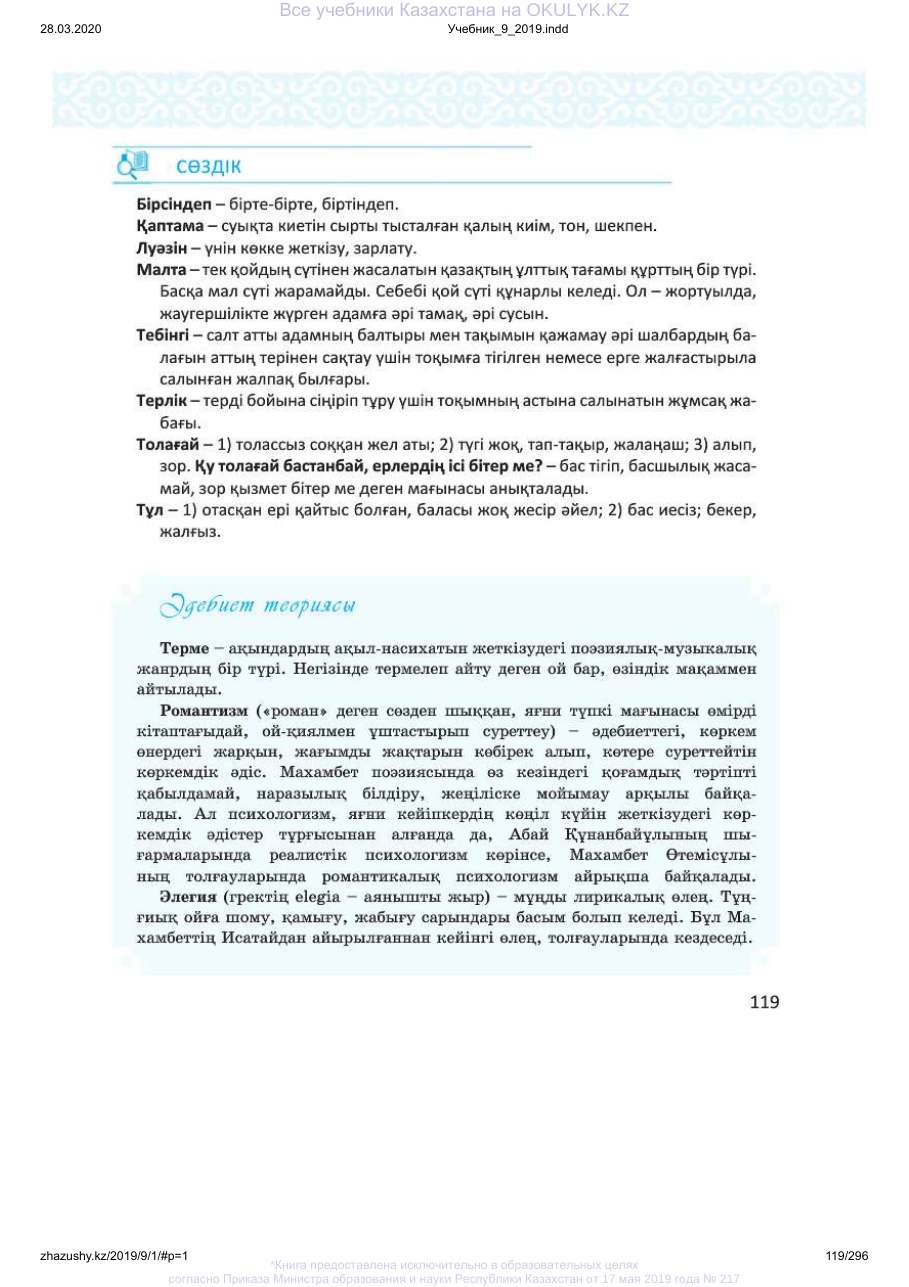 Все учебники Казахстана на OKULYK.KZ
28.03.2020
Учебник_9_2019.indd
СӨЗДІК
Бірсіндеп – бірте-бірте, біртіндеп.
Қаптама – суықта киетін сырты тысталған қалың киім, тон, шекпен.
Луәзін – үнін көкке жеткізу, зарлату.
Малта – тек қойдың сүтінен жасалатын қазақтың ұлттық тағамы құрттың бір түрі.
Басқа мал сүті жарамайды. Себебі қой сүті құнарлы келеді. Ол – жортуылда,
жаугершілікте жүрген адамға әрі тамақ, әрі сусын.
Тебінгі – салт атты адамның балтыры мен тақымын қажамау әрі шалбардың ба-
лағын аттың терінен сақтау үшін тоқымға тігілген немесе ерге жалғастырыла
салынған жалпақ былғары.
Терлік – терді бойына сіңіріп тұру үшін тоқымның астына салынатын жұмсақ жа-
бағы.
Толағай – 1) толассыз соққан жел аты; 2) түгі жоқ, тап-тақыр, жалаңаш; 3) алып,
зор. Қу толағай бастанбай, ерлердің ісі бітер ме? – бас тігіп, басшылық жаса-
май, зор қызмет бітер ме деген мағынасы анықталады.
Тұл – 1) отасқан ері қайтыс болған, баласы жоқ жесір әйел; 2) бас иесіз; бекер,
жалғыз.
Әдебиет теориясы
Терме – ақындардың ақыл-насихатын жеткізудегі поэзиялық-музыкалық
жанрдың бір түрі. Негізінде термелеп айту деген ой бар, өзіндік мақаммен
айтылады.
Романтизм («роман» деген сөзден шыққан, яғни түпкі мағынасы өмірді
кітаптағыдай, ой-қиялмен ұштастырып суреттеу) – әдебиеттегі, көркем
өнердегі жарқын, жағымды жақтарын көбірек алып, көтере суреттейтін
көркемдік әдіс. Махамбет поэзиясында өз кезіндегі қоғамдық тәртіпті
қабылдамай, наразылық білдіру, жеңіліске мойымау арқылы байқа-
лады. Ал психологизм, яғни кейіпкердің көңіл күйін жеткізудегі көр-
кемдік әдістер тұрғысынан алғанда да, Абай Құнанбайұлының шы-
ғармаларында реалистік психологизм көрінсе, Махамбет Өтемісұлы-
ның толғауларында романтикалық психологизм айрықша байқалады.
Элегия (гректің elegia – аянышты жыр) – мұңды лирикалық өлең. Тұң-
ғиық ойға шому, қамығу, жабығу сарындары басым болып келеді. Бұл Ма-
хамбеттің Исатайдан айырылғаннан кейінгі өлең, толғауларында кездеседі.
119
zhazushy.kz/2019/9/1/#p=1
119/296
*Книга предоставлена исключительно в образовательных целях
согласно Приказа Министра образования и науки Республики Казахстан от 17 мая 2019 года № 217